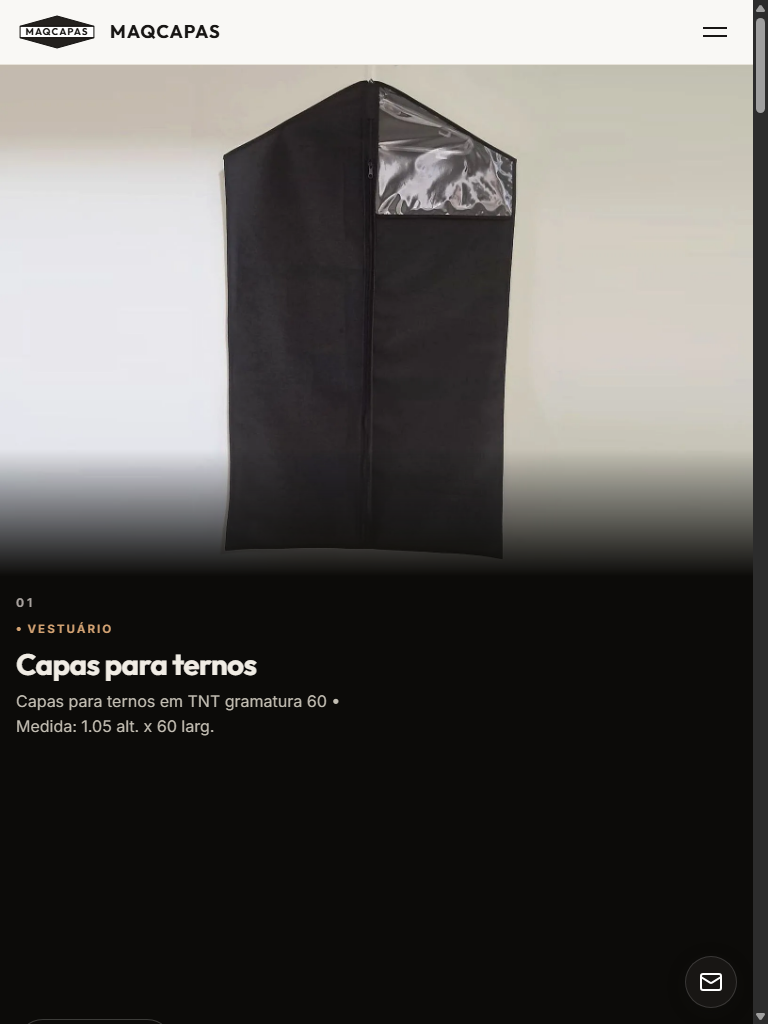 MAQCAPAS MAQCAPAS
01
• VESTUÁRIO
Capas para ternos
Capas para ternos em TNT gramatura 60 •
Medida: 1.05 alt. x 60 larg.